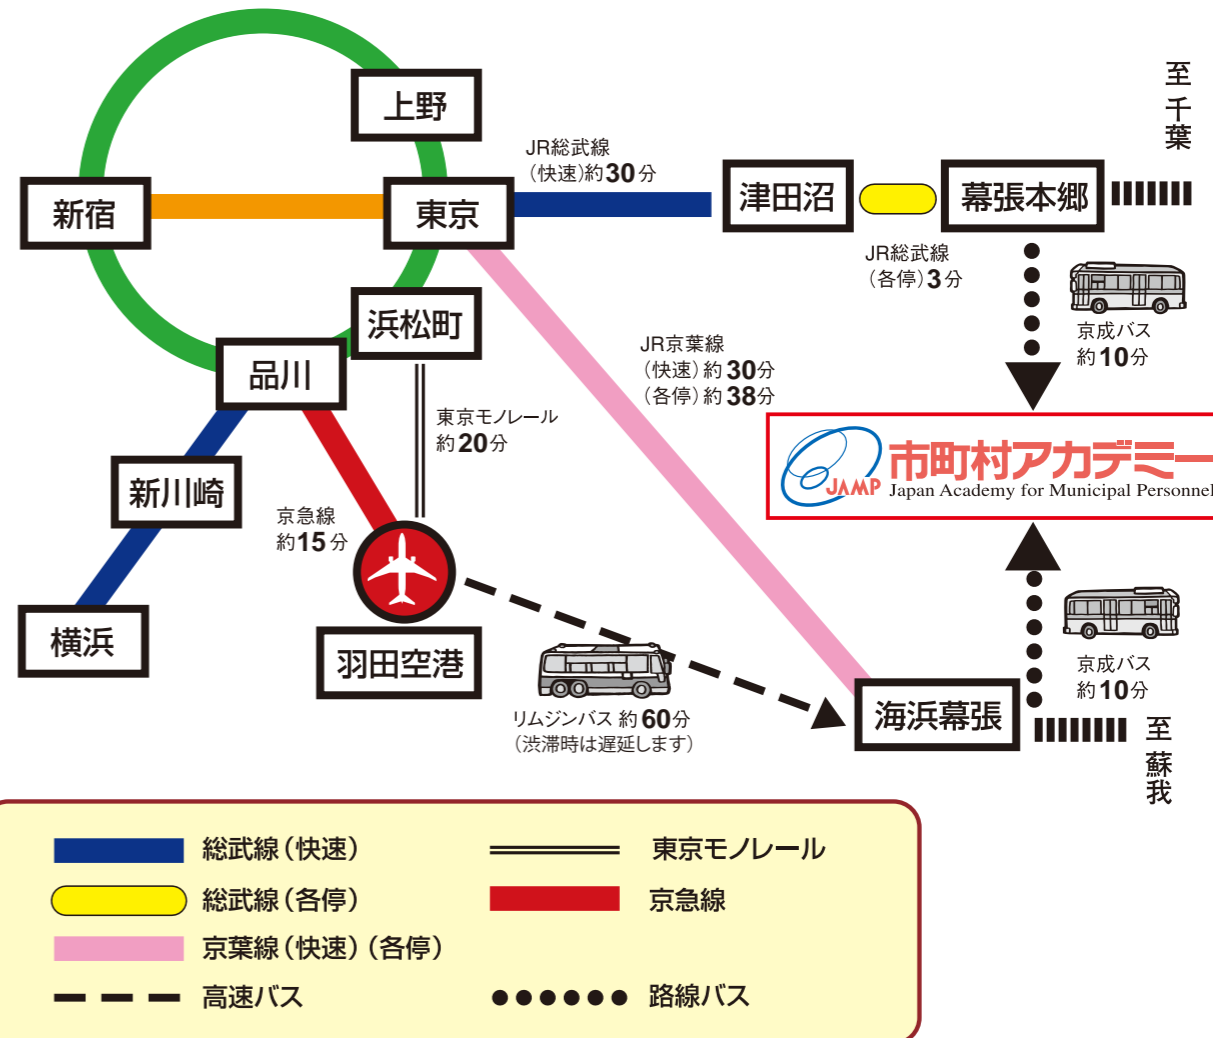 上野
新宿
東京
JR総武線
（快速）約30分
津田沼
幕張本郷
至千葉
JR総武線
（各停）3分
京成バス
約10分
浜松町
品川
JR京葉線
（快速）約30分
（各停）約38分
東京モノレール
約20分
新川崎
京急線
約15分
JAMP
市町村アカデミー
Japan Academy for Municipal Personnel
横浜
羽田空港
リムジンバス 約60分
（渋滞時は遅延します）
京成バス
約10分
海浜幕張
至蘇我
総武線（快速）
東京モノレール
総武線（各停）
京急線
京葉線（快速）（各停）
高速バス
路線バス